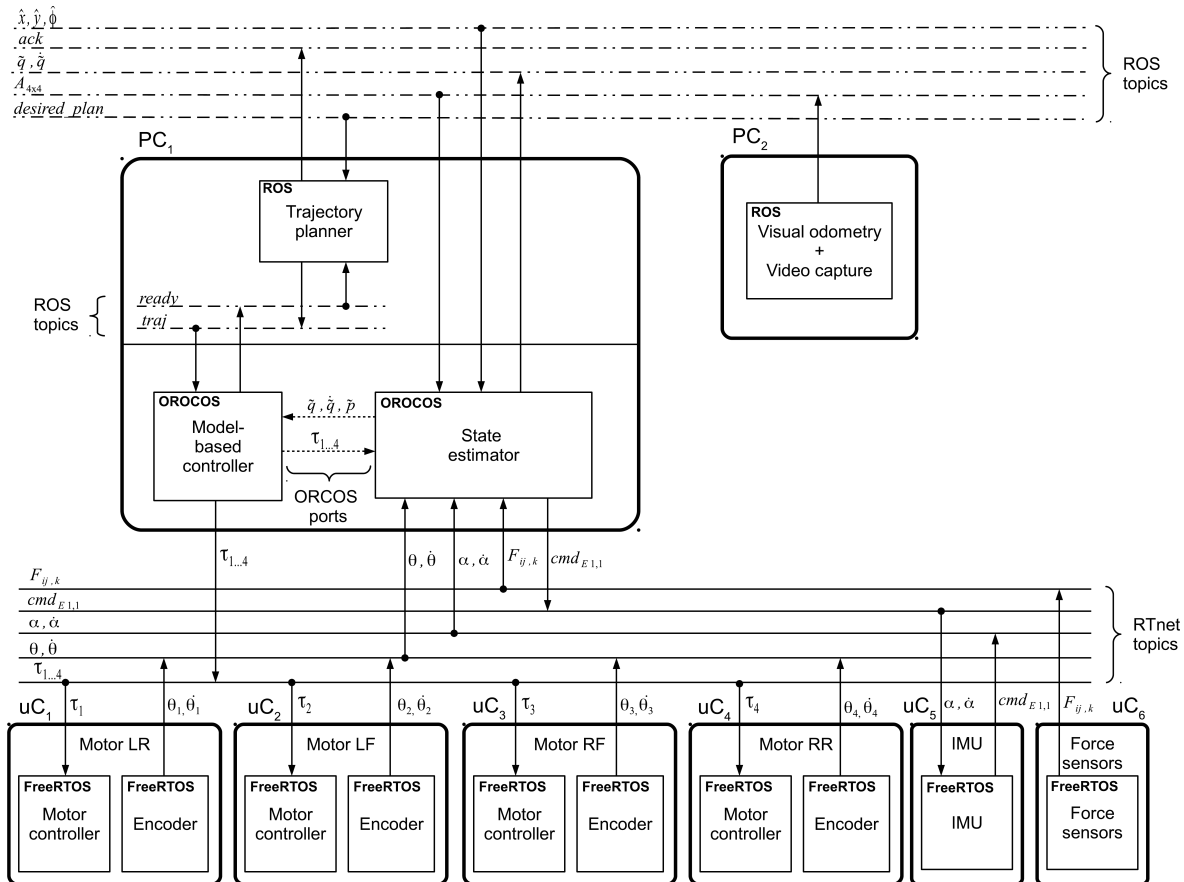 x̂, ŷ, ϕ̂
ack
q̃, q̃̇
A4x4
desired_plan
ROS
topics
PC1
PC2
ROS
Trajectory
planner
ROS
Visual odometry
+
Video capture
ROS
topics
ready
traj
OROCOS
Model-
based
controller
q̃, q̃̇, p̃
τ1...4
ORCOS
ports
OROCOS
State
estimator
τ1...4
θ, θ̇
α, α̇
Fij,k
cmdE1,1
Fij,k
cmdE1,1
α, α̇
θ, θ̇
τ1...4
RTnet
topics
uC1
τ1
θ1, θ̇1
uC2
τ2
θ2, θ̇2
uC3
τ3
θ3, θ̇3
uC4
τ4
θ4, θ̇4
uC5
α, α̇
cmdE1,1
Fij,k
uC6
Motor LR
FreeRTOS
Motor
controller
FreeRTOS
Encoder
Motor LF
FreeRTOS
Motor
controller
FreeRTOS
Encoder
Motor RF
FreeRTOS
Motor
controller
FreeRTOS
Encoder
Motor RR
FreeRTOS
Motor
controller
FreeRTOS
Encoder
IMU
FreeRTOS
IMU
Force
sensors
FreeRTOS
Force
sensors